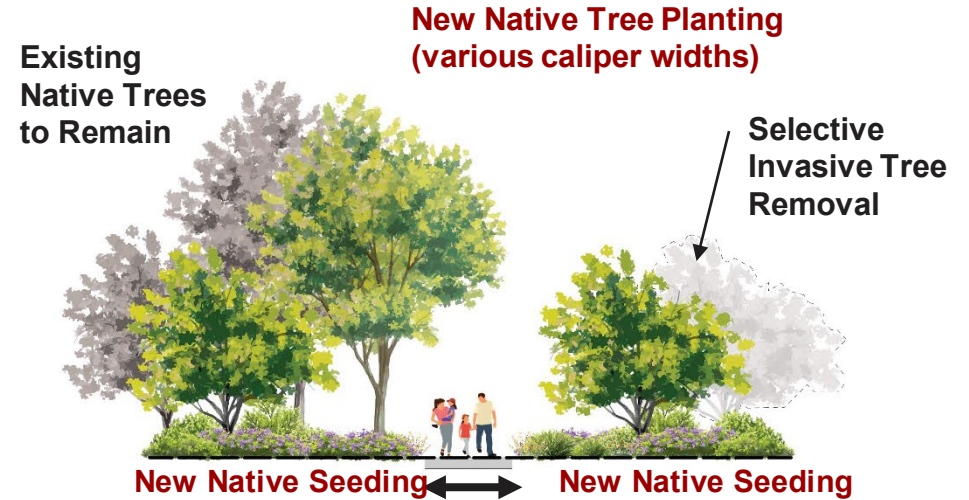 New Native Tree Planting
(various caliper widths)
Existing
Native Trees
to Remain
Selective
Invasive Tree
Removal
New Native Seeding
New Native Seeding